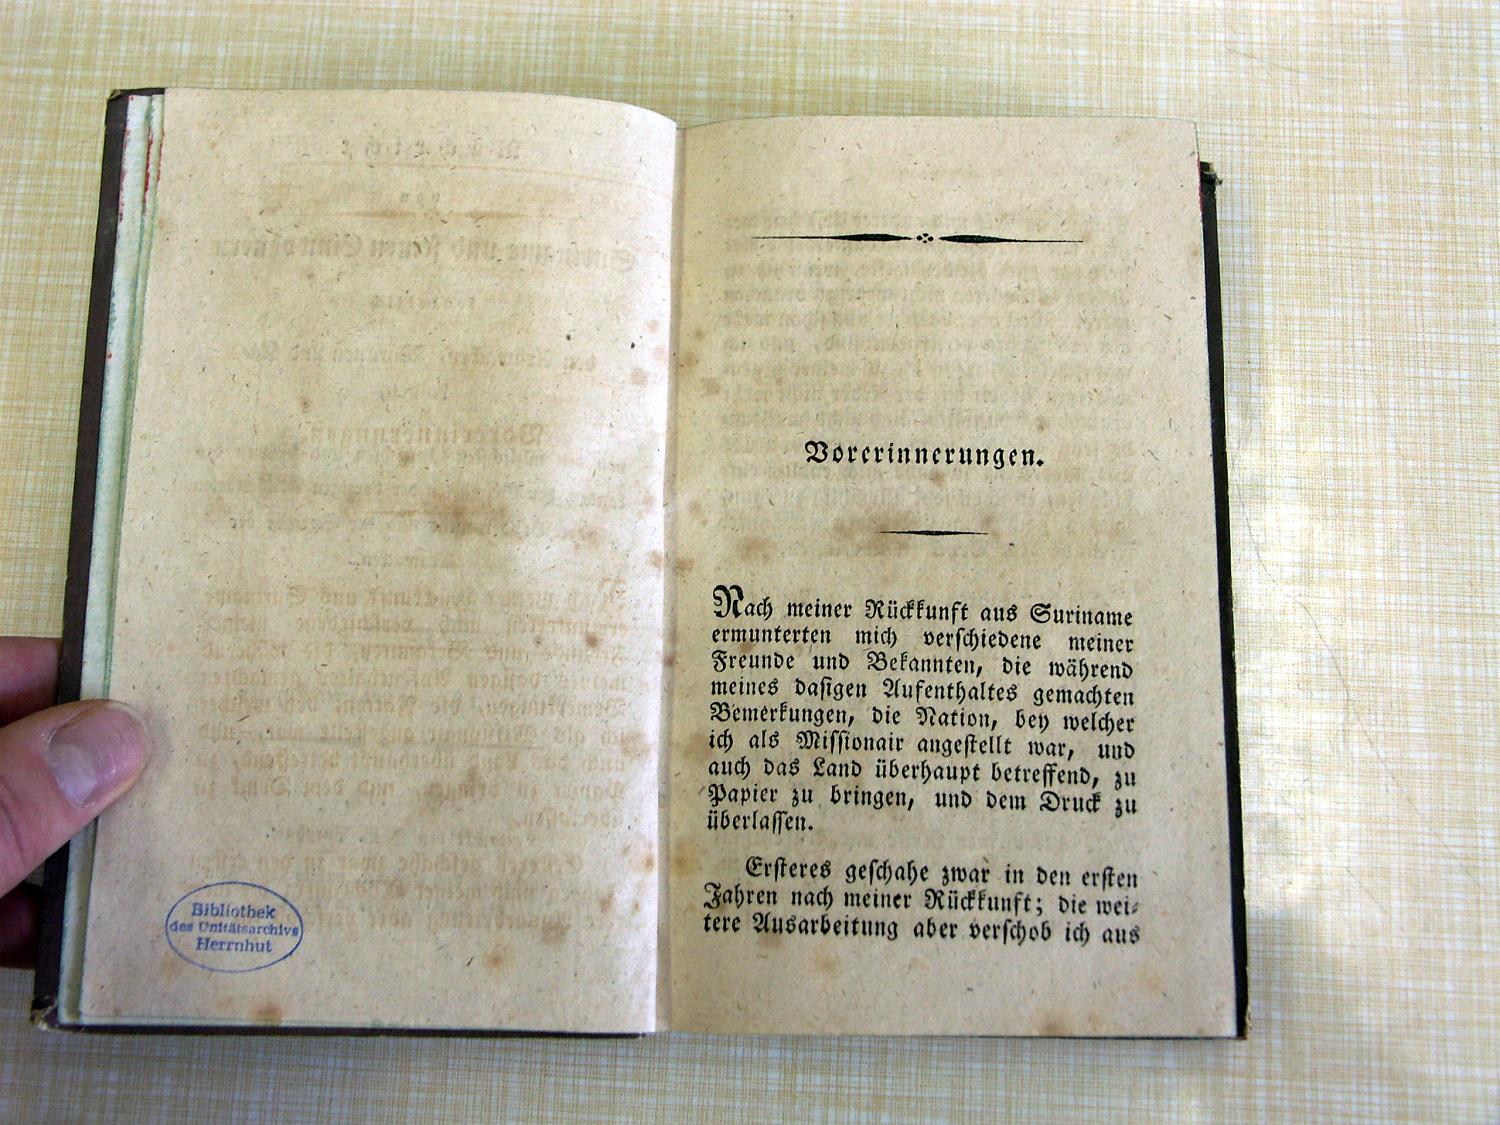 Bibliothek
des Unitätsarchivs
Herrnhut
Vorerinnerungen.
Nach meiner Rückkunft aus Suriname
ermunterten mich verschiedene meiner
Freunde und Bekannten, die während
meines dasigen Aufenthaltes gemachten
Bemerkungen, die Nation, bey welcher
ich als Missionair angestellt war, und
auch das Land überhaupt betreffend, zu
Papier zu bringen, und dem Druck zu
überlassen.
Ersteres geschahe zwar in den ersten
Jahren nach meiner Rückkunft; die wei-
tere Ausarbeitung aber verschob ich aus